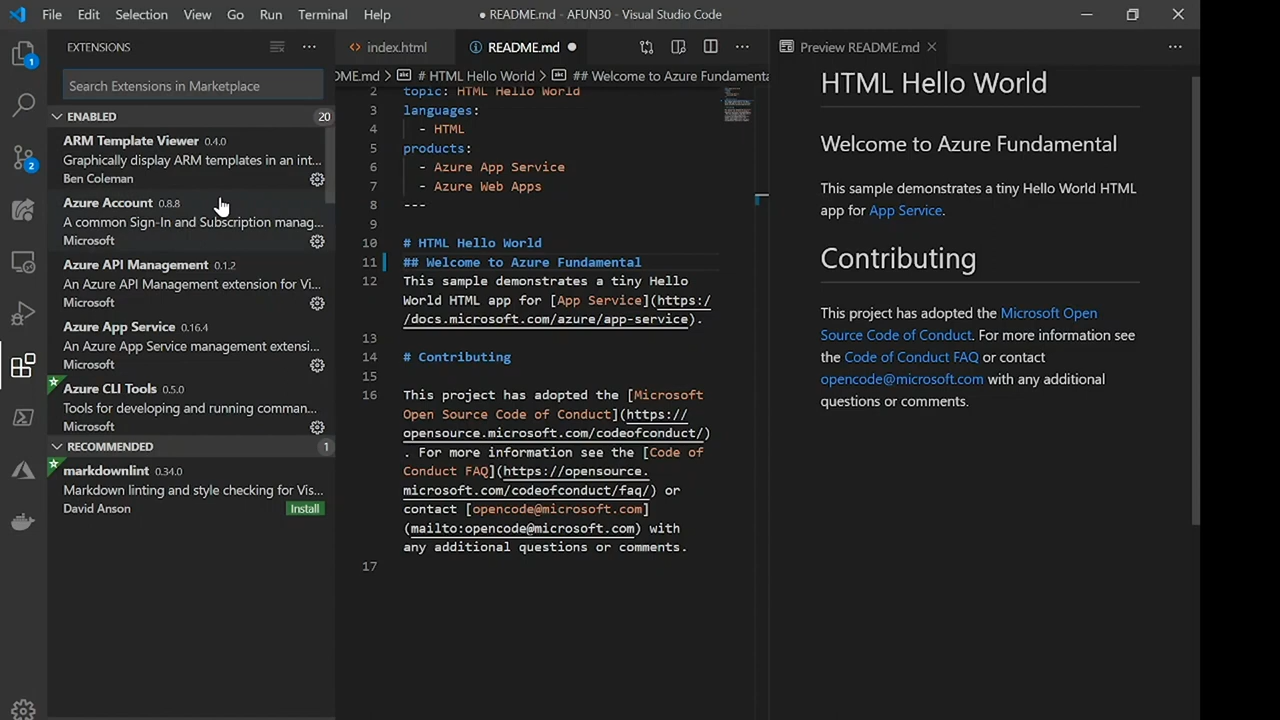 File Edit Selection View Go Run Terminal Help
● README.md - AFUN30 - Visual Studio Code
EXTENSIONS
Search Extensions in Marketplace
ENABLED 20
ARM Template Viewer 0.4.0
Graphically display ARM templates in an int...
Ben Coleman
Azure Account 0.8.8
A common Sign-In and Subscription manag...
Microsoft
Azure API Management 0.1.2
An Azure API Management extension for Vi...
Microsoft
Azure App Service 0.16.4
An Azure App Service management extensi...
Microsoft
Azure CLI Tools 0.5.0
Tools for developing and running comman...
Microsoft
RECOMMENDED 1
markdownlint 0.34.0
Markdown linting and style checking for Vis...
David Anson Install
1
2
<> index.html README.md ●
DME.md > # HTML Hello World > ## Welcome to Azure Fundamenta
2 topic: HTML Hello World
3 languages:
4 - HTML
5 products:
6 - Azure App Service
7 - Azure Web Apps
8 ---
9
10 # HTML Hello World
11 ## Welcome to Azure Fundamental
12 This sample demonstrates a tiny Hello
World HTML app for [App Service](https:/
/docs.microsoft.com/azure/app-service).
13
14 # Contributing
15
16 This project has adopted the [Microsoft
Open Source Code of Conduct](https://
opensource.microsoft.com/codeofconduct/)
. For more information see the [Code of
Conduct FAQ](https://opensource.
microsoft.com/codeofconduct/faq/) or
contact [opencode@microsoft.com]
(mailto:opencode@microsoft.com) with
any additional questions or comments.
17
Preview README.md
HTML Hello World
Welcome to Azure Fundamental
This sample demonstrates a tiny Hello World HTML
app for App Service.
Contributing
This project has adopted the Microsoft Open
Source Code of Conduct. For more information see
the Code of Conduct FAQ or contact
opencode@microsoft.com with any additional
questions or comments.